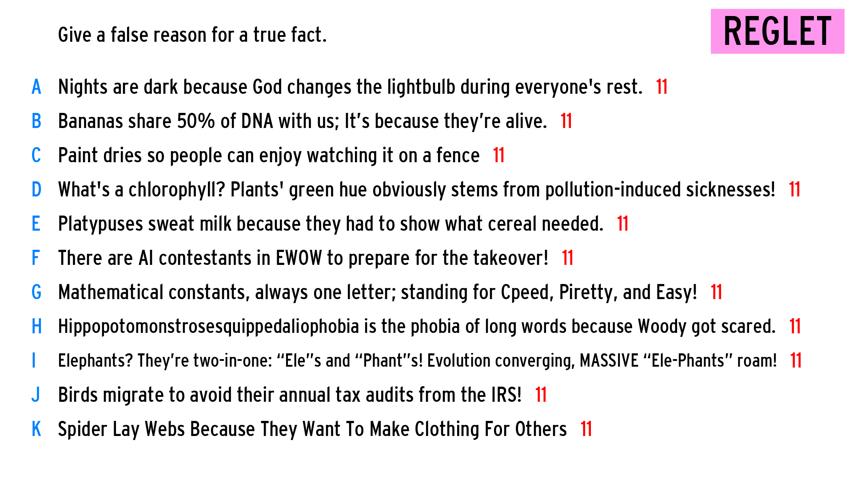 Give a false reason for a true fact.
REGLET
A Nights are dark because God changes the lightbulb during everyone's rest. 11
B Bananas share 50% of DNA with us; It's because they're alive. 11
C Paint dries so people can enjoy watching it on a fence 11
D What's a chlorophyll? Plants' green hue obviously stems from pollution-induced sicknesses! 11
E Platypuses sweat milk because they had to show what cereal needed. 11
F There are AI contestants in EWOW to prepare for the takeover! 11
G Mathematical constants, always one letter; standing for Cpeed, Piretty, and Easy! 11
H Hippopotomonstrosesquippedaliophobia is the phobia of long words because Woody got scared. 11
I Elephants? They're two-in-one: “Ele”s and “Phant”s! Evolution converging, MASSIVE “Ele-Phants” roam! 11
J Birds migrate to avoid their annual tax audits from the IRS! 11
K Spider Lay Webs Because They Want To Make Clothing For Others 11